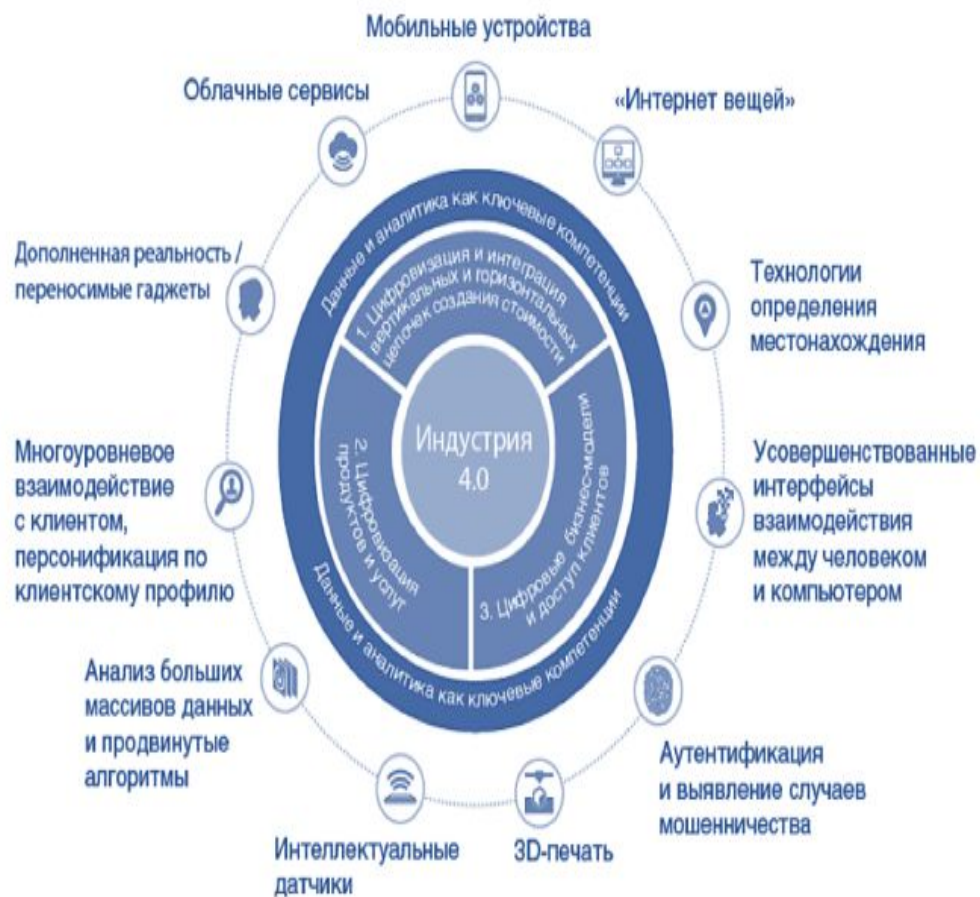 Мобильные устройства
Облачные сервисы
«Интернет вещей»
Дополненная реальность /
переносимые гаджеты
Технологии
определения
местонахождения
Данные и аналитика как ключевые компетенции
1. Цифровизация и интеграция
вертикальных и горизонтальных
цепочек создания стоимости
Индустрия
4.0
2. Цифровизация
продуктов и услуг
3. Цифровые бизнес-модели
и доступ клиентов
Данные и аналитика как ключевые компетенции
Многоуровневое
взаимодействие
с клиентом,
персонификация по
клиентскому профилю
Усовершенствованные
интерфейсы
взаимодействия
между человеком
и компьютером
Анализ больших
массивов данных
и продвинутые
алгоритмы
Аутентификация
и выявление случаев
мошенничества
Интеллектуальные
датчики
3D-печать